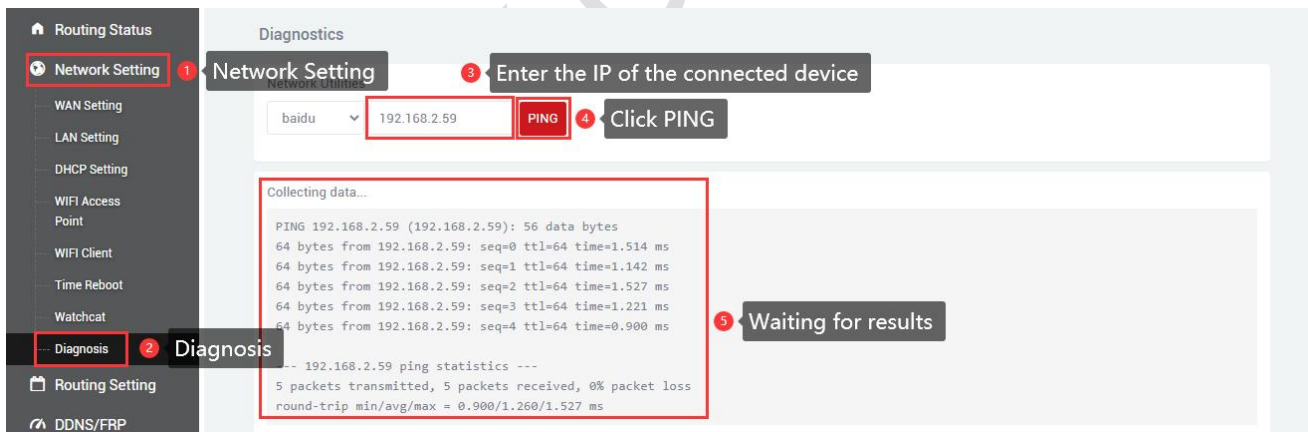 Routing Status
Network Setting
1 Network Setting
WAN Setting
LAN Setting
DHCP Setting
WIFI Access
Point
WIFI Client
Time Reboot
Watchcat
Diagnosis
2 Diagnosis
Routing Setting
DDNS/FRP
Diagnostics
3 Enter the IP of the connected device
Network Utilities
baidu 192.168.2.59 PING 4 Click PING
Collecting data...
PING 192.168.2.59 (192.168.2.59): 56 data bytes
64 bytes from 192.168.2.59: seq=0 ttl=64 time=1.514 ms
64 bytes from 192.168.2.59: seq=1 ttl=64 time=1.142 ms
64 bytes from 192.168.2.59: seq=2 ttl=64 time=1.527 ms
64 bytes from 192.168.2.59: seq=3 ttl=64 time=1.221 ms
64 bytes from 192.168.2.59: seq=4 ttl=64 time=0.900 ms
5 Waiting for results
--- 192.168.2.59 ping statistics ---
5 packets transmitted, 5 packets received, 0% packet loss
round-trip min/avg/max = 0.900/1.260/1.527 ms